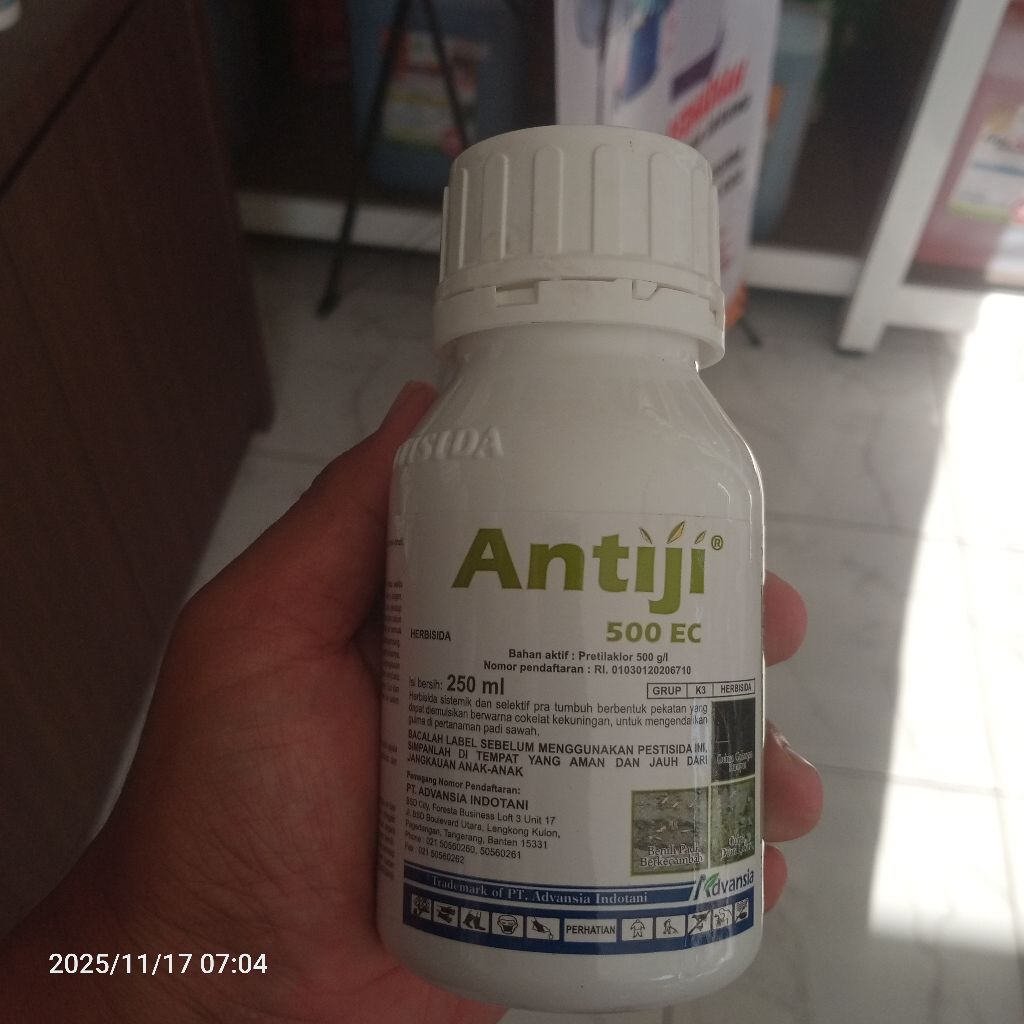 Antiji®
500 EC
HERBISIDA
Bahan aktif : Pretilaklor 500 g/l
Nomor pendaftaran : RI. 01030120206710
Isi bersih: 250 ml
GRUP K3 HERBISIDA
Herbisida sistemik dan selektif pra tumbuh berbentuk pekatan yang
dapat diemulsikan berwarna cokelat kekuningan, untuk mengendalikan
gulma di pertanaman padi sawah.
BACALAH LABEL SEBELUM MENGGUNAKAN PESTISIDA INI,
SIMPANLAH DI TEMPAT YANG AMAN DAN JAUH DARI
JANGKAUAN ANAK-ANAK
Pemegang Nomor Pendaftaran:
PT. ADVANSIA INDOTANI
BSD City, Foresta Business Loft 3 Unit 17
Jl. BSD Boulevard Utara, Lengkong Kulon,
Pagedangan, Tangerang, Banten 15331
Phone : 021 50560260, 50560261
Fax : 021 50560262
Benih Padi
Berkecambah
Trademark of PT. Advansia Indotani
Advansia
PERHATIAN
2025/11/17 07:04